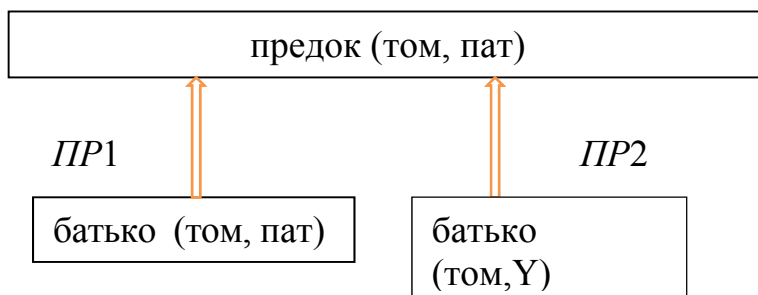 предок (том, пат)
ПР1
ПР2
батько (том, пат)
батько
(том,Y)